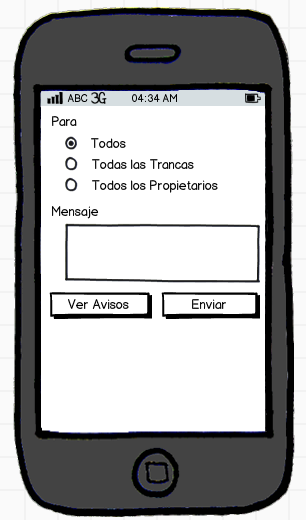 ABC 3G 04:34 AM
Para
Todos
Todas las Trancas
Todos los Propietarios
Mensaje
Ver Avisos Enviar